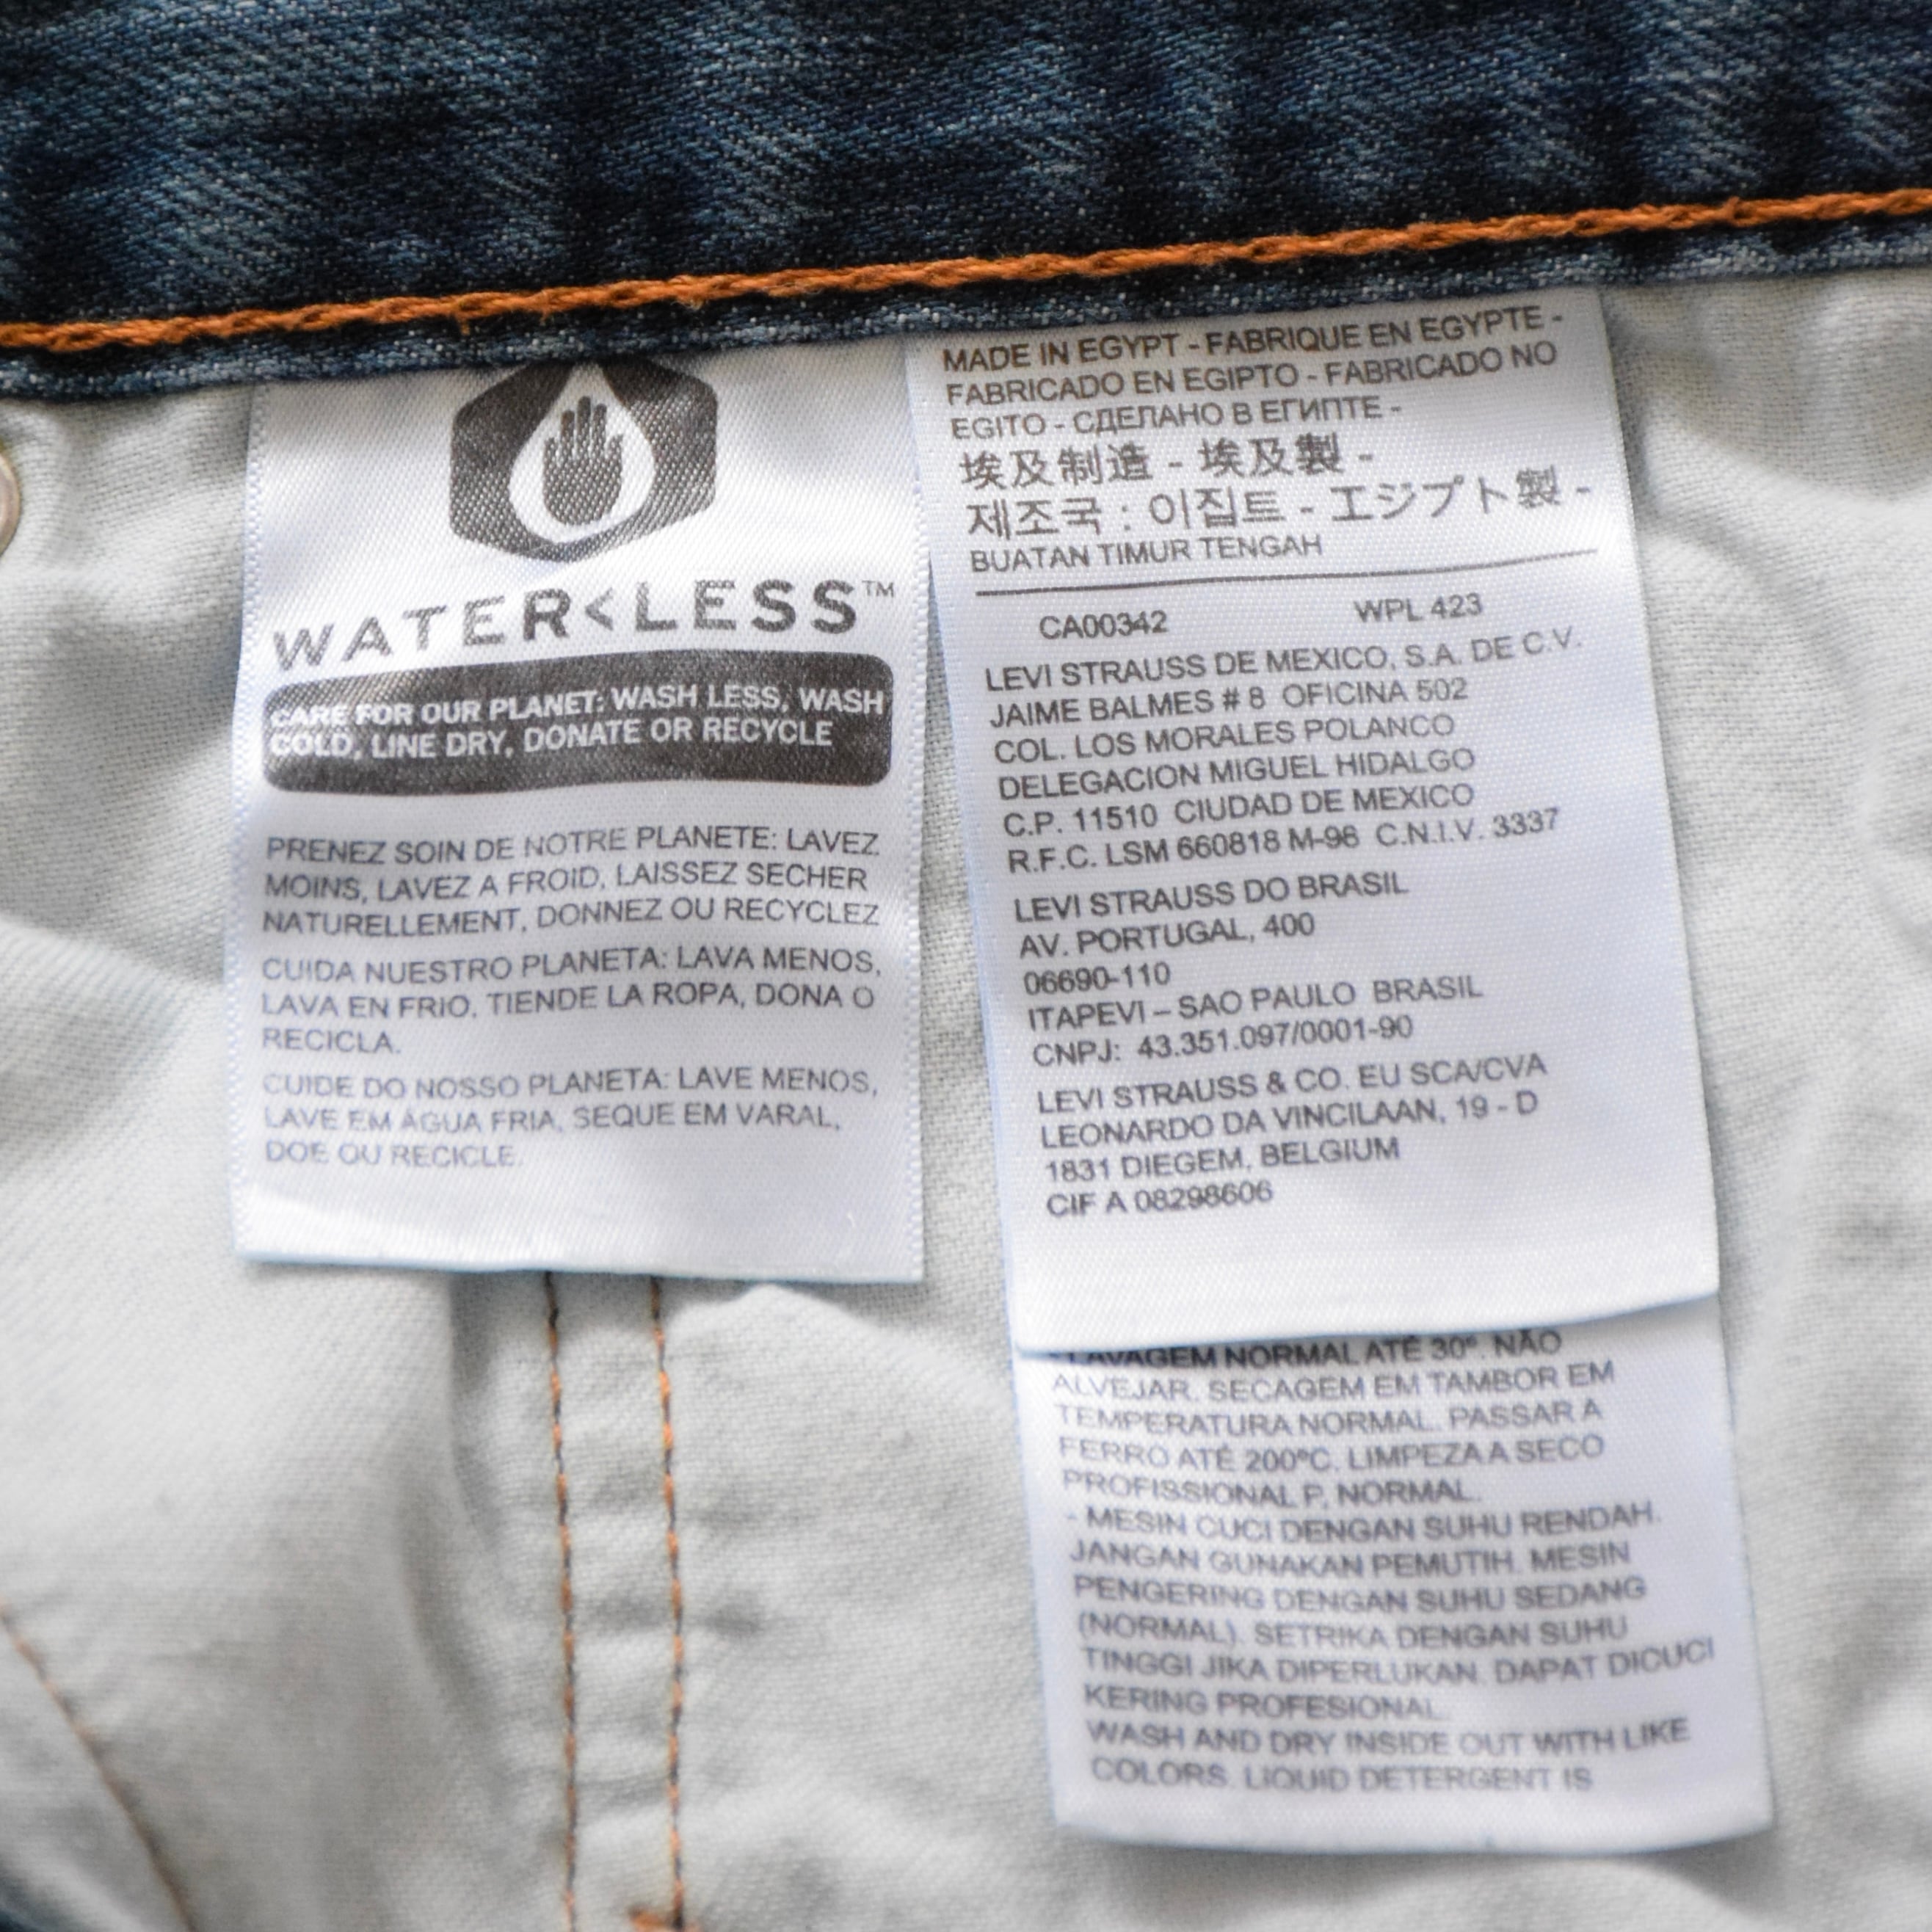 WATER<LESS™
CARE FOR OUR PLANET: WASH LESS, WASH
COLD, LINE DRY, DONATE OR RECYCLE
PRENEZ SOIN DE NOTRE PLANETE: LAVEZ
MOINS, LAVEZ A FROID, LAISSEZ SECHER
NATURELLEMENT, DONNEZ OU RECYCLEZ
CUIDA NUESTRO PLANETA: LAVA MENOS,
LAVA EN FRIO, TIENDE LA ROPA, DONA O
RECICLA.
CUIDE DO NOSSO PLANETA: LAVE MENOS,
LAVE EM ÁGUA FRIA, SEQUE EM VARAL,
DOE OU RECICLE.
MADE IN EGYPT - FABRIQUE EN EGYPTE -
FABRICADO EN EGIPTO - FABRICADO NO
EGITO - СДЕЛАНО В ЕГИПТЕ -
埃及制造 - 埃及製 -
제조국 : 이집트 - エジプト製 -
BUATAN TIMUR TENGAH
CA00342 WPL 423
LEVI STRAUSS DE MEXICO, S.A. DE C.V.
JAIME BALMES # 8 OFICINA 502
COL. LOS MORALES POLANCO
DELEGACION MIGUEL HIDALGO
C.P. 11510 CIUDAD DE MEXICO
R.F.C. LSM 660818 M-96 C.N.I.V. 3337
LEVI STRAUSS DO BRASIL
AV. PORTUGAL, 400
06690-110
ITAPEVI – SAO PAULO BRASIL
CNPJ: 43.351.097/0001-90
LEVI STRAUSS & CO. EU SCA/CVA
LEONARDO DA VINCILAAN, 19 - D
1831 DIEGEM, BELGIUM
CIF A 08298606
LAVAGEM NORMAL ATÉ 30º. NÃO
ALVEJAR. SECAGEM EM TAMBOR EM
TEMPERATURA NORMAL. PASSAR A
FERRO ATÉ 200ºC. LIMPEZA A SECO
PROFISSIONAL P, NORMAL.
- MESIN CUCI DENGAN SUHU RENDAH.
JANGAN GUNAKAN PEMUTIH. MESIN
PENGERING DENGAN SUHU SEDANG
(NORMAL). SETRIKA DENGAN SUHU
TINGGI JIKA DIPERLUKAN. DAPAT DICUCI
KERING PROFESIONAL.
WASH AND DRY INSIDE OUT WITH LIKE
COLORS. LIQUID DETERGENT IS